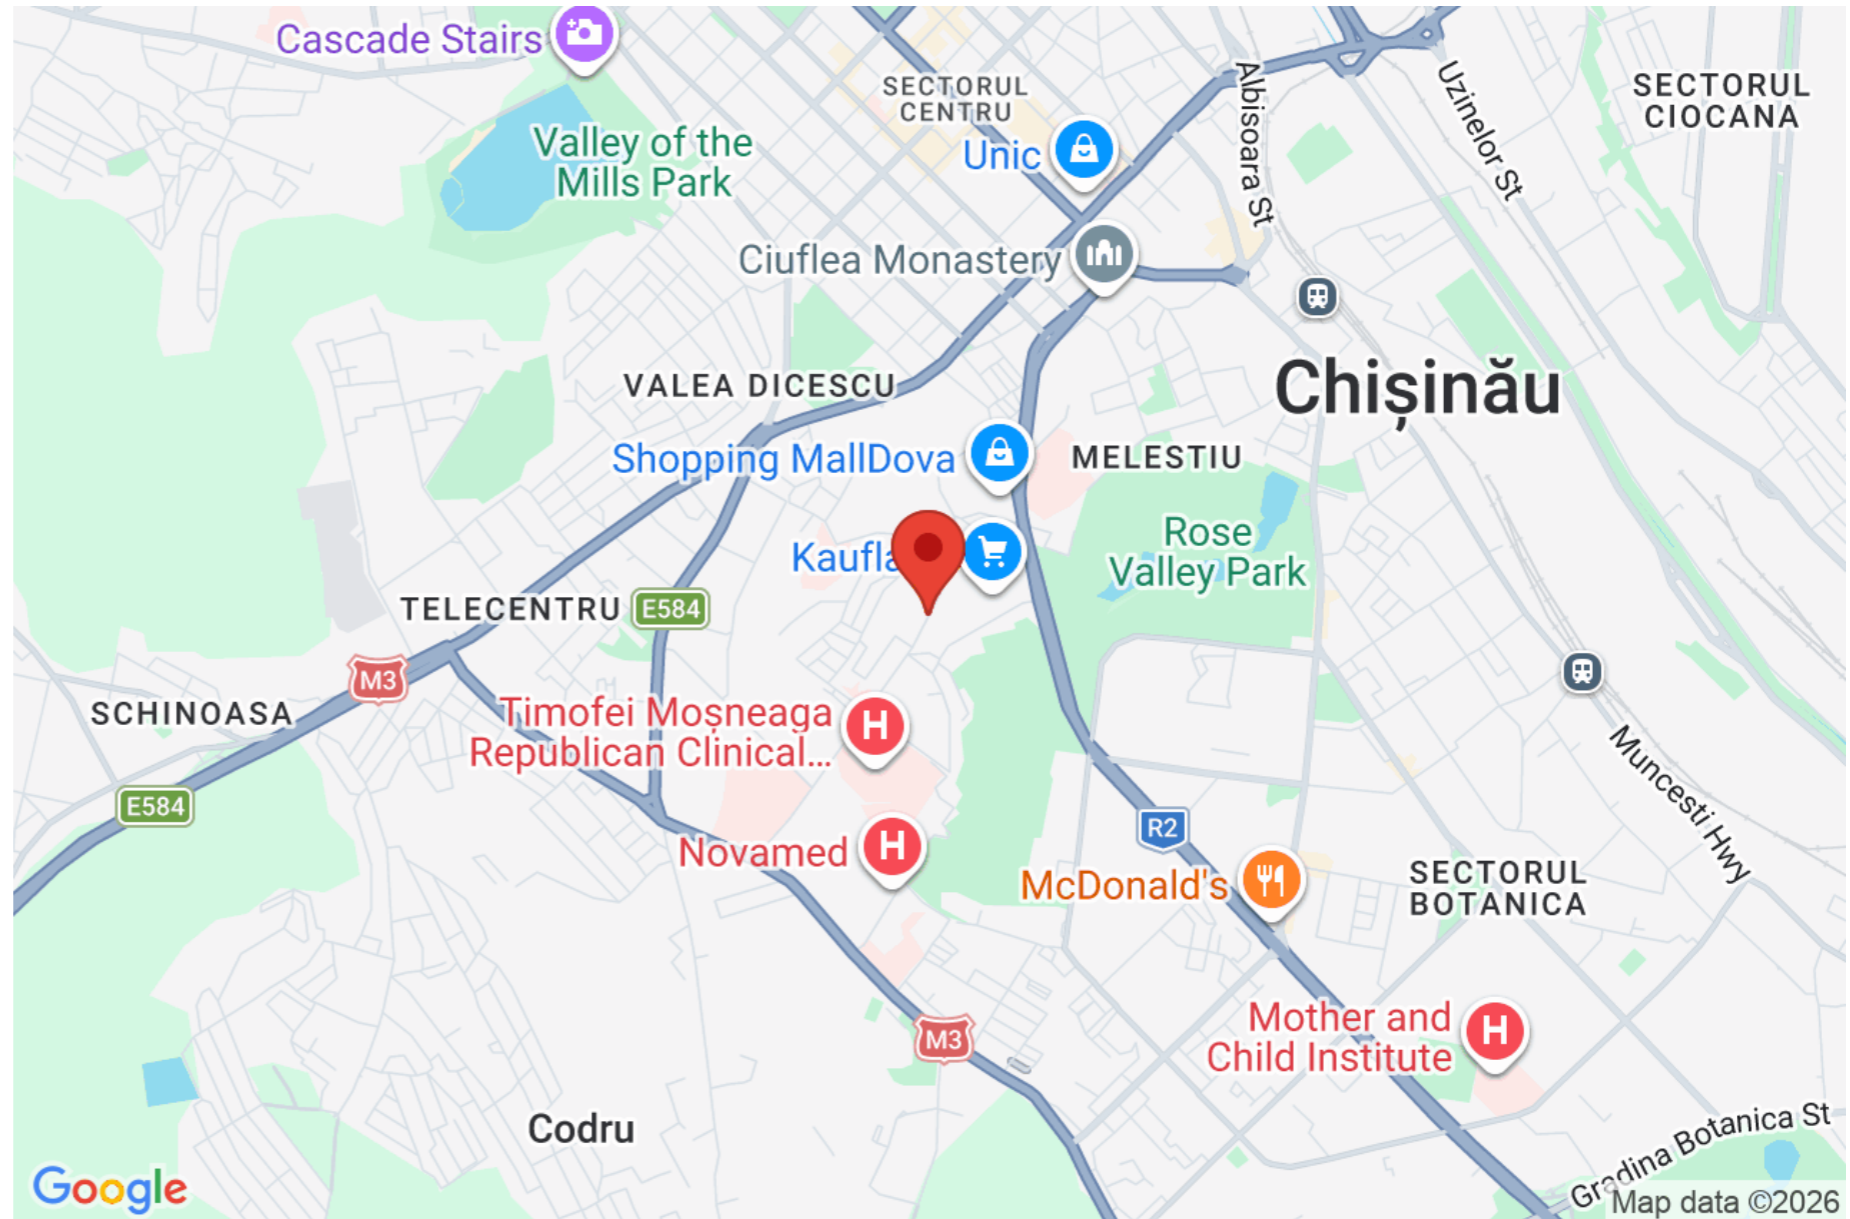 Cascade Stairs
SECTORUL
CENTRU
Albisoara St
Uzinelor St
SECTORUL
CIOCANA
Valley of the
Mills Park
Unic
Ciuflea Monastery
Chișinău
VALEA DICESCU
Shopping MallDova
MELESTIU
Rose
Valley Park
TELECENTRU
E584
M3
SCHINOASA
Timofei Moșneaga
Republican Clinical...
E584
Muncesti Hwy
R2
Novamed
McDonald's
SECTORUL
BOTANICA
M3
Mother and
Child Institute
Codru
Gradina Botanica St
Google
Map data ©2026